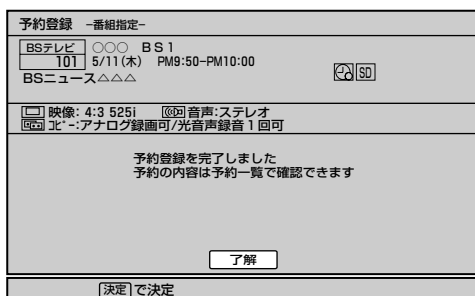 予約登録 -番組指定-
BSテレビ ○○○ BS1
101 5/11(木) PM9:50-PM10:00
SD
BSニュース△△△
映像: 4:3 525i 音声:ステレオ
コピー:アナログ録画可/光音声録音1回可
予約登録を完了しました
予約の内容は予約一覧で確認できます
了解
決定で決定